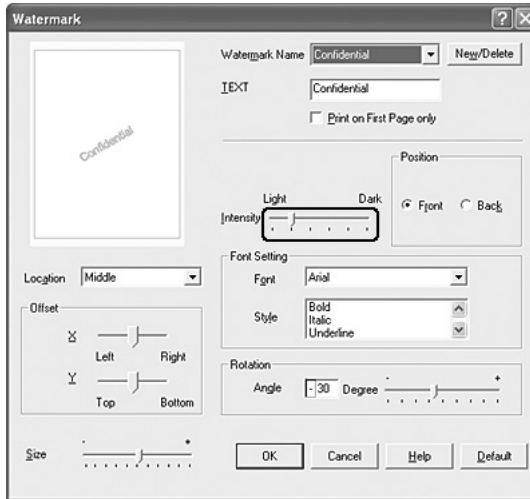 Watermark
Confidential
Watermark Name Confidential New/Delete
TEXT Confidential
Print on First Page only
Position
Front Back
Light Dark
Intensity
Location Middle
Offset
X
Left Right
Y
Top Bottom
Size - +
Font Setting
Font Arial
Style Bold
Italic
Underline
Rotation
Angle -30 Degree - +
OK Cancel Help Default